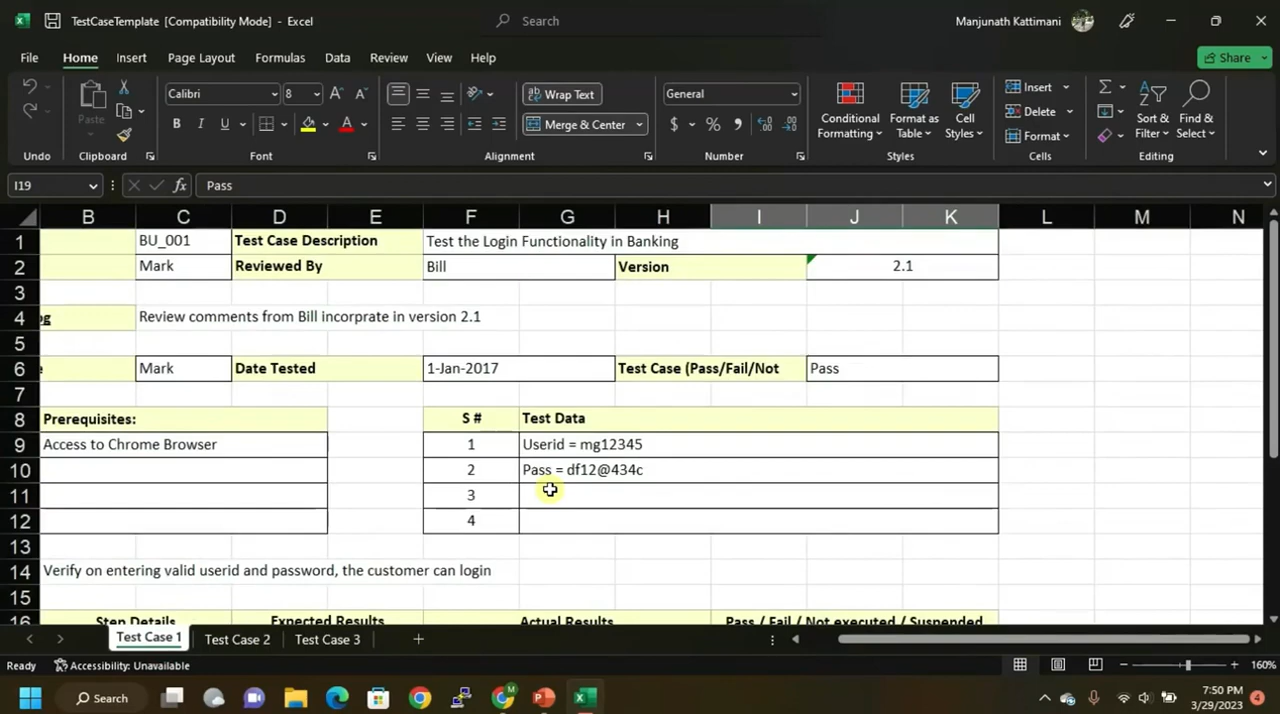 TestCaseTemplate [Compatibility Mode] - Excel
Search
Manjunath Kattimani
File Home Insert Page Layout Formulas Data Review View Help
Share
Paste
Calibri 8
B I U A
Wrap Text
Merge & Center
General
$ % ,
Conditional Formatting
Format as Table
Cell Styles
Insert
Delete
Format
Sort & Filter
Find & Select
Undo Clipboard Font Alignment Number Styles Cells Editing
I19 fx Pass
B C D E F G H I J K L M N
1 BU_001 Test Case Description Test the Login Functionality in Banking
2 Mark Reviewed By Bill Version 2.1
3
4 Review comments from Bill incorprate in version 2.1
5
6 Mark Date Tested 1-Jan-2017 Test Case (Pass/Fail/Not Pass
7
8 Prerequisites: S # Test Data
9 Access to Chrome Browser 1 Userid = mg12345
10 2 Pass = df12@434c
11 3
12 4
13
14 Verify on entering valid userid and password, the customer can login
15
16 Step Details Expected Results Actual Results Pass / Fail / Not executed / Suspended
Test Case 1 Test Case 2 Test Case 3
Ready Accessibility: Unavailable 160%
Search
7:50 PM
3/29/2023
4